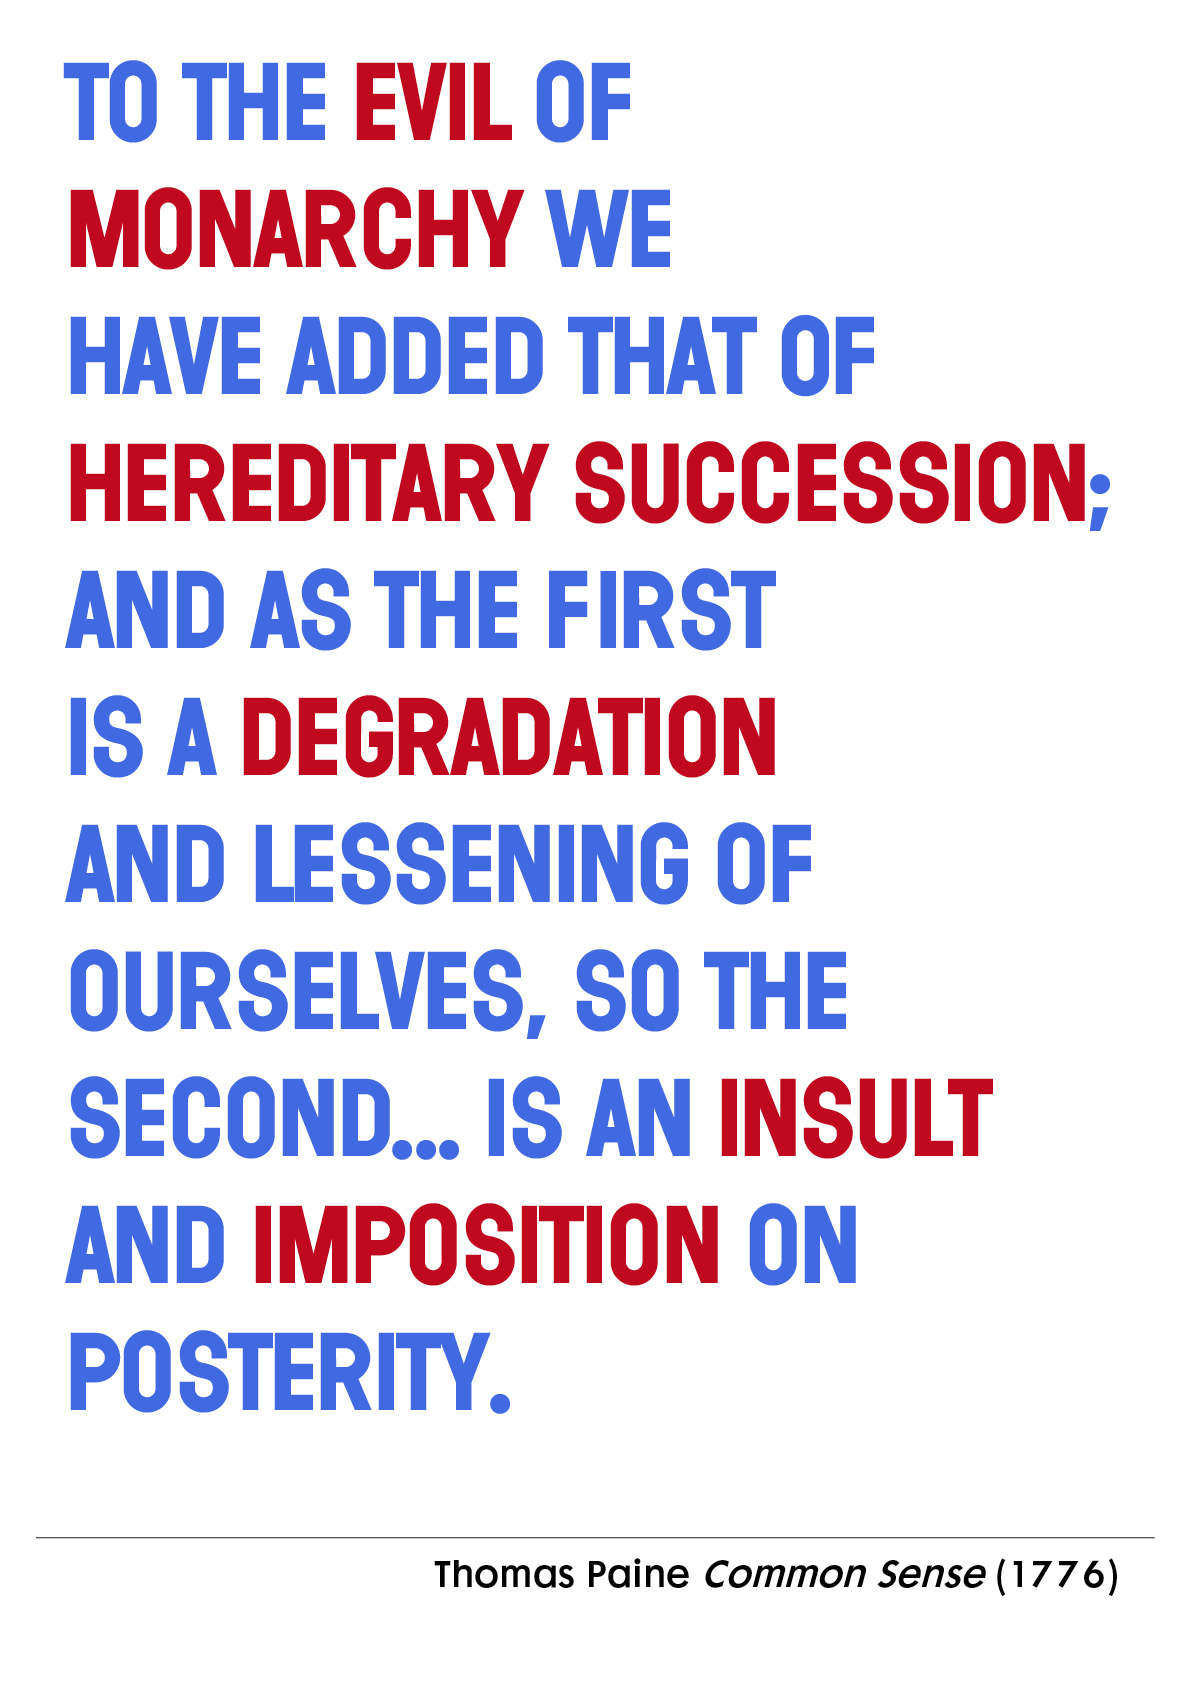 TO THE EVIL OF
MONARCHY WE
HAVE ADDED THAT OF
HEREDITARY SUCCESSION;
AND AS THE FIRST
IS A DEGRADATION
AND LESSENING OF
OURSELVES, SO THE
SECOND... IS AN INSULT
AND IMPOSITION ON
POSTERITY.
Thomas Paine Common Sense (1776)